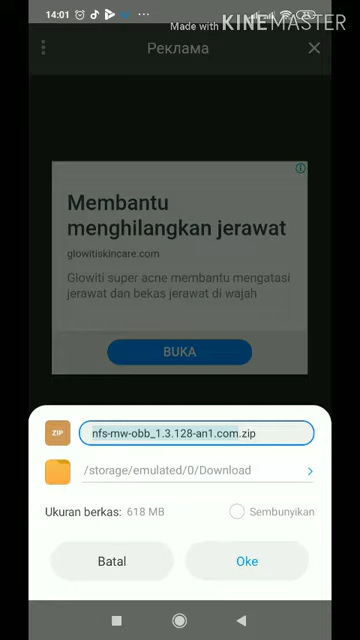 14:01
Made with KINEMASTER
Реклама
Membantu
menghilangkan jerawat
glowitiskincare.com
Glowiti super acne membantu mengatasi
jerawat dan bekas jerawat di wajah
BUKA
ZIP
nfs-mw-obb_1.3.128-an1.com.zip
/storage/emulated/0/Download
Ukuran berkas: 618 MB
Sembunyikan
Batal
Oke